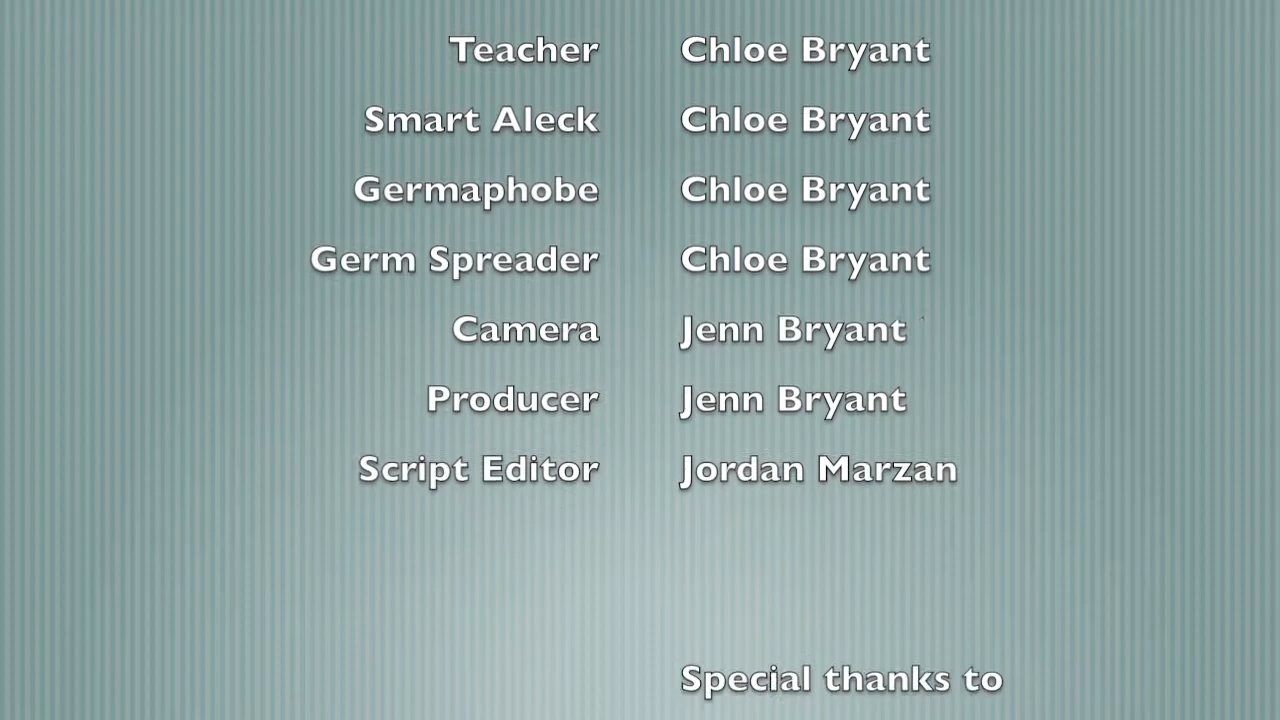 Teacher Chloe Bryant
Smart Aleck Chloe Bryant
Germaphobe Chloe Bryant
Germ Spreader Chloe Bryant
Camera Jenn Bryant
Producer Jenn Bryant
Script Editor Jordan Marzan
Special thanks to